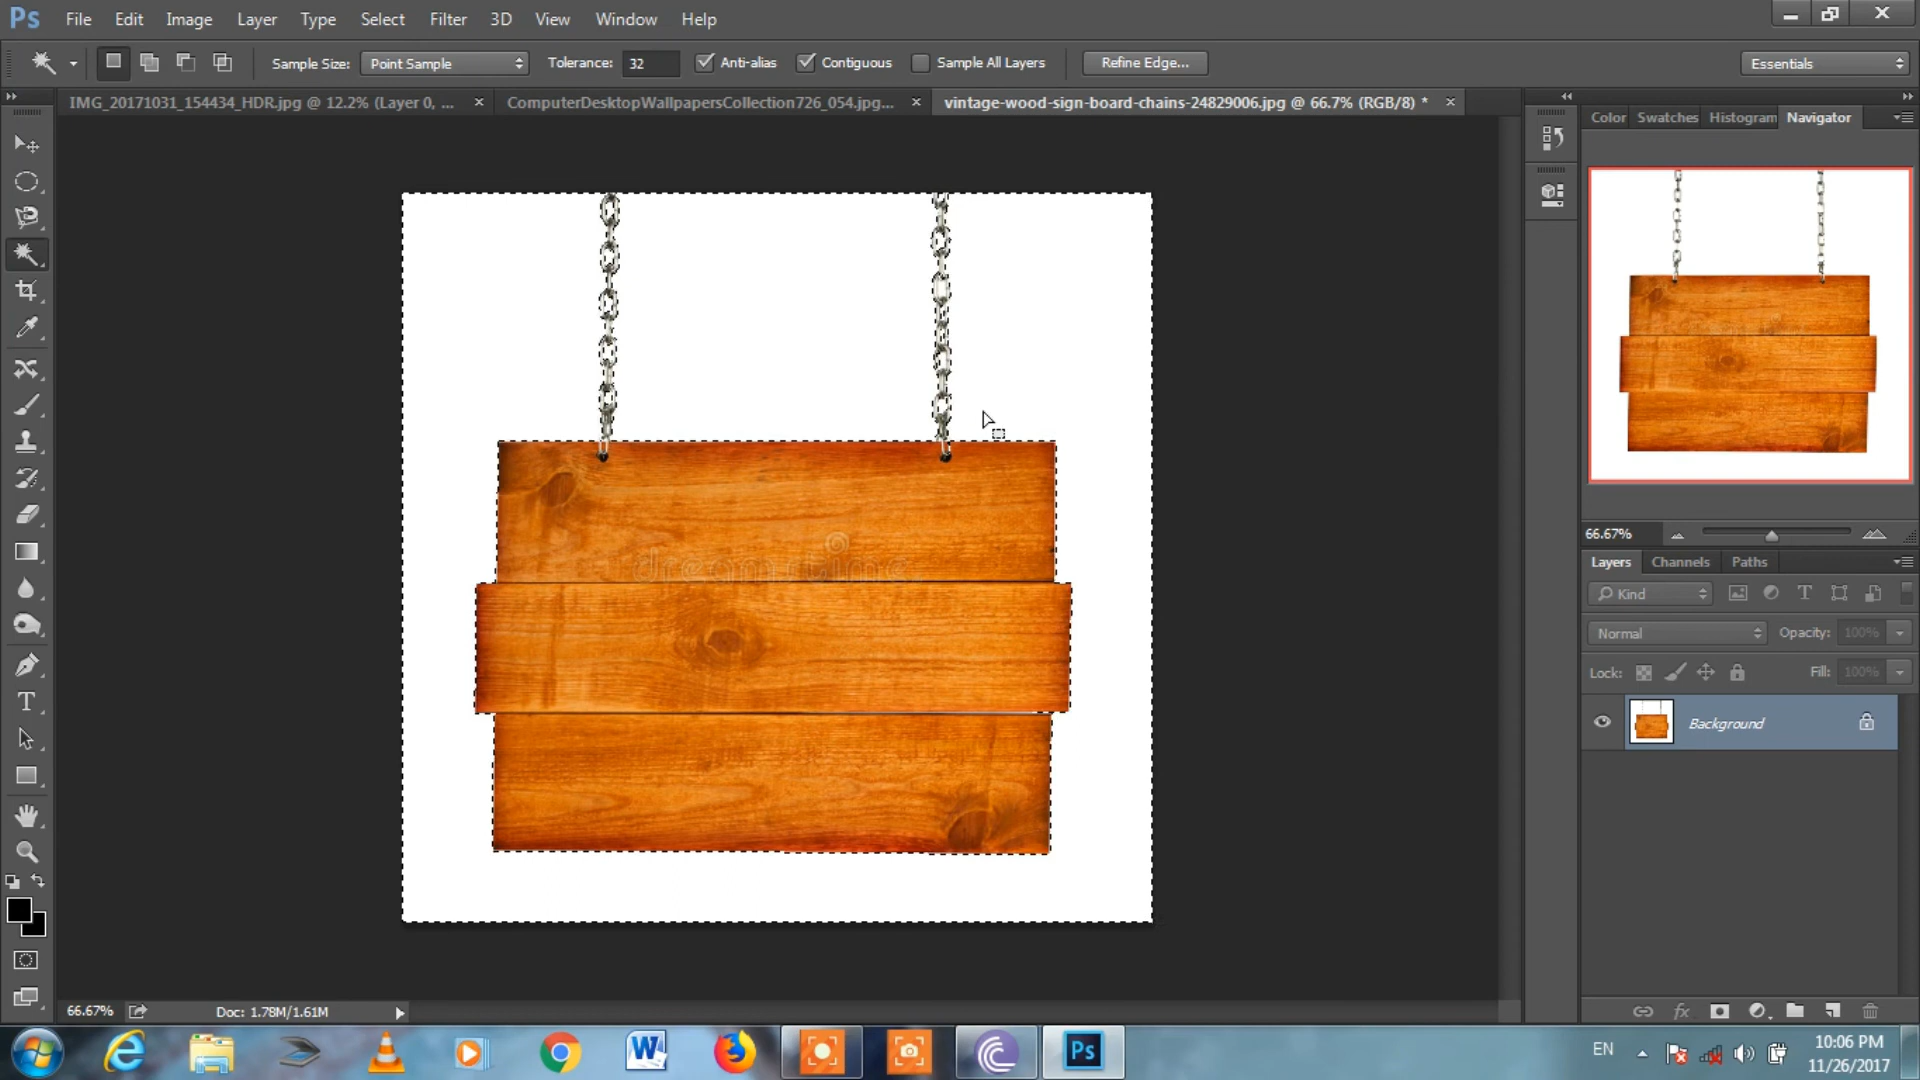 Ps File Edit Image Layer Type Select Filter 3D View Window Help
Sample Size: Point Sample Tolerance: 32 Anti-alias Contiguous Sample All Layers Refine Edge... Essentials
IMG_20171031_154434_HDR.jpg @ 12.2% (Layer 0, ... ComputerDesktopWallpapersCollection726_054.jpg... vintage-wood-sign-board-chains-24829006.jpg @ 66.7% (RGB/8) *
Color Swatches Histogram Navigator
66.67%
Layers Channels Paths
Kind
Normal Opacity: 100%
Lock: Fill: 100%
Background
dreamstime.
66.67% Doc: 1.78M/1.61M
Ps
EN
10:06 PM
11/26/2017